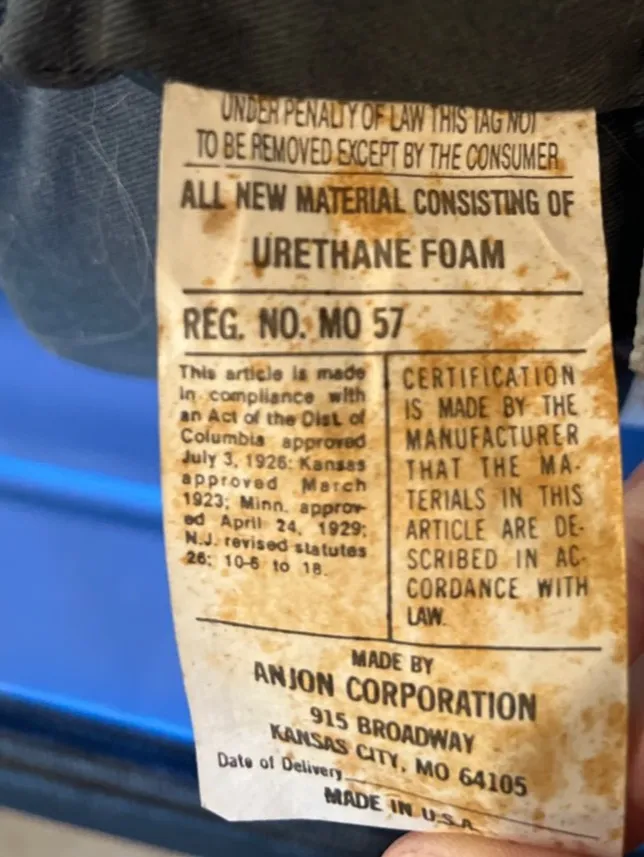 UNDER PENALTY OF LAW THIS TAG NOT
TO BE REMOVED EXCEPT BY THE CONSUMER
ALL NEW MATERIAL CONSISTING OF
URETHANE FOAM
REG. NO. MO 57
This article is made
in compliance with
an Act of the Dist. of
Columbia approved
July 3, 1926: Kansas
approved March
1923; Minn. approv-
ed April 24, 1929;
N.J. revised statutes
26: 10-6 to 18.
CERTIFICATION
IS MADE BY THE
MANUFACTURER
THAT THE MA-
TERIALS IN THIS
ARTICLE ARE DE-
SCRIBED IN AC-
CORDANCE WITH
LAW.
MADE BY
ANJON CORPORATION
915 BROADWAY
KANSAS CITY, MO 64105
Date of Delivery
MADE IN U.S.A.